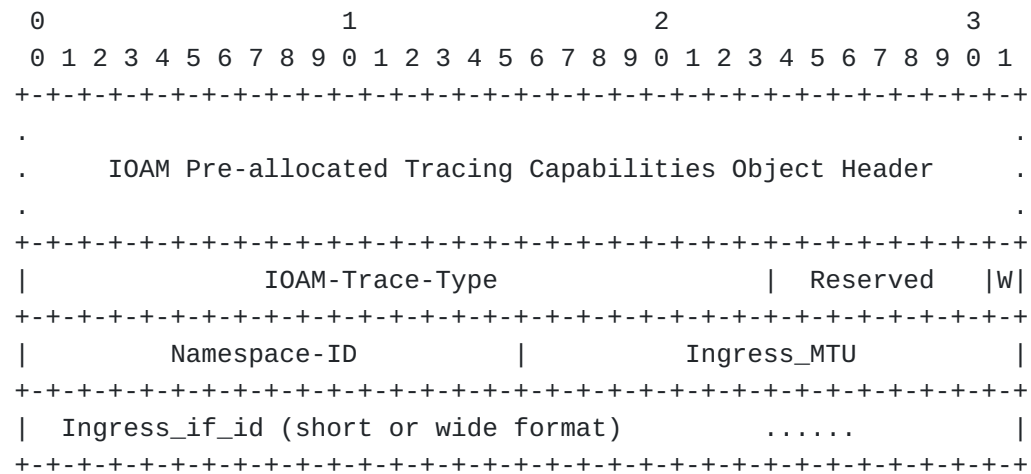 0                   1                   2                   3
 0 1 2 3 4 5 6 7 8 9 0 1 2 3 4 5 6 7 8 9 0 1 2 3 4 5 6 7 8 9 0 1
+-+-+-+-+-+-+-+-+-+-+-+-+-+-+-+-+-+-+-+-+-+-+-+-+-+-+-+-+-+-+-+-+
.                                                               .
.     IOAM Pre-allocated Tracing Capabilities Object Header     .
.                                                               .
+-+-+-+-+-+-+-+-+-+-+-+-+-+-+-+-+-+-+-+-+-+-+-+-+-+-+-+-+-+-+-+-+
|               IOAM-Trace-Type                 |  Reserved   |W|
+-+-+-+-+-+-+-+-+-+-+-+-+-+-+-+-+-+-+-+-+-+-+-+-+-+-+-+-+-+-+-+-+
|         Namespace-ID          |          Ingress_MTU          |
+-+-+-+-+-+-+-+-+-+-+-+-+-+-+-+-+-+-+-+-+-+-+-+-+-+-+-+-+-+-+-+-+
|  Ingress_if_id (short or wide format)         ......          |
+-+-+-+-+-+-+-+-+-+-+-+-+-+-+-+-+-+-+-+-+-+-+-+-+-+-+-+-+-+-+-+-+